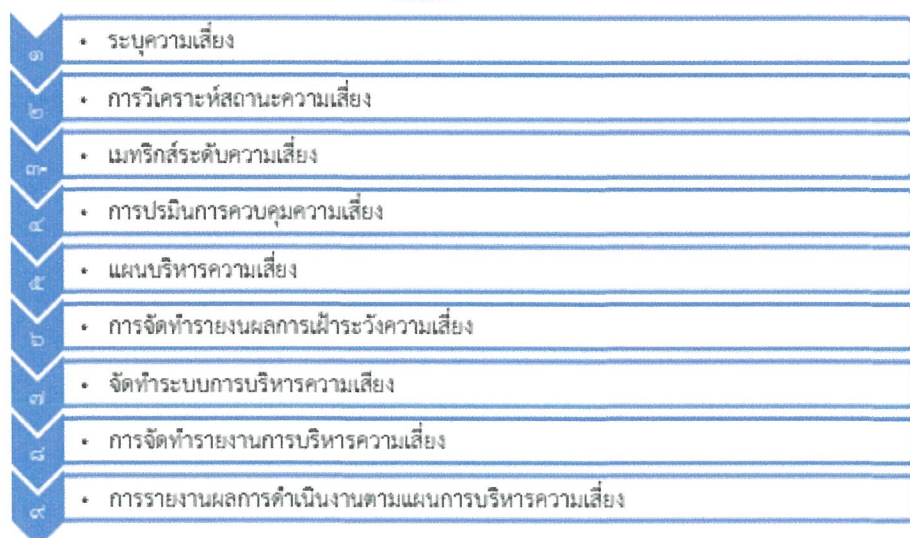 ๑
• ระบุความเสี่ยง
๒
• การวิเคราะห์สถานะความเสี่ยง
๓
• เมทริกส์ระดับความเสี่ยง
๔
• การปรมินการควบคุมความเสี่ยง
๕
• แผนบริหารความเสี่ยง
๖
• การจัดทำรายงนผลการเฝ้าระวังความเสี่ยง
๗
• จัดทำระบบการบริหารความเสียง
๘
• การจัดทำรายงานการบริหารความเสี่ยง
๙
• การรายงานผลการดำเนินงานตามแผนการบริหารความเสี่ยง